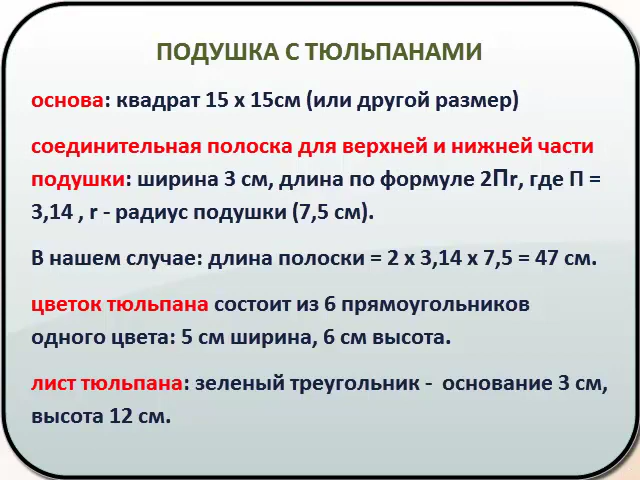 ПОДУШКА С ТЮЛЬПАНАМИ
основа: квадрат 15 х 15см (или другой размер)
соединительная полоска для верхней и нижней части
подушки: ширина 3 см, длина по формуле 2Пr, где П =
3,14 , r - радиус подушки (7,5 см).
В нашем случае: длина полоски = 2 х 3,14 х 7,5 = 47 см.
цветок тюльпана состоит из 6 прямоугольников
одного цвета: 5 см ширина, 6 см высота.
лист тюльпана: зеленый треугольник - основание 3 см,
высота 12 см.